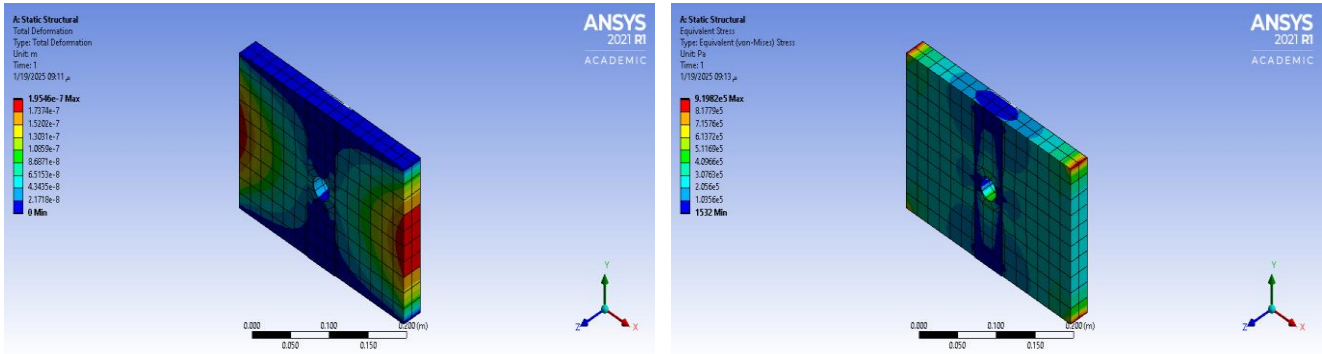 A: Static Structural
Total Deformation
Type: Total Deformation
Unit: m
Time: 1
1/19/2025 09:11 م
1.9546e-7 Max
1.7374e-7
1.5202e-7
1.3031e-7
1.0859e-7
8.6871e-8
6.5153e-8
4.3435e-8
2.1718e-8
0 Min
ANSYS
2021 R1
ACADEMIC
Y
Z
X
0.000
0.100
0.200 (m)
0.050
0.150
A: Static Structural
Equivalent Stress
Type: Equivalent (von-Mises) Stress
Unit: Pa
Time: 1
1/19/2025 09:13 م
9.1982e5 Max
8.1779e5
7.1576e5
6.1372e5
5.1169e5
4.0966e5
3.0763e5
2.056e5
1.0356e5
1532 Min
ANSYS
2021 R1
ACADEMIC
Y
Z
X
0.000
0.100
0.200 (m)
0.050
0.150